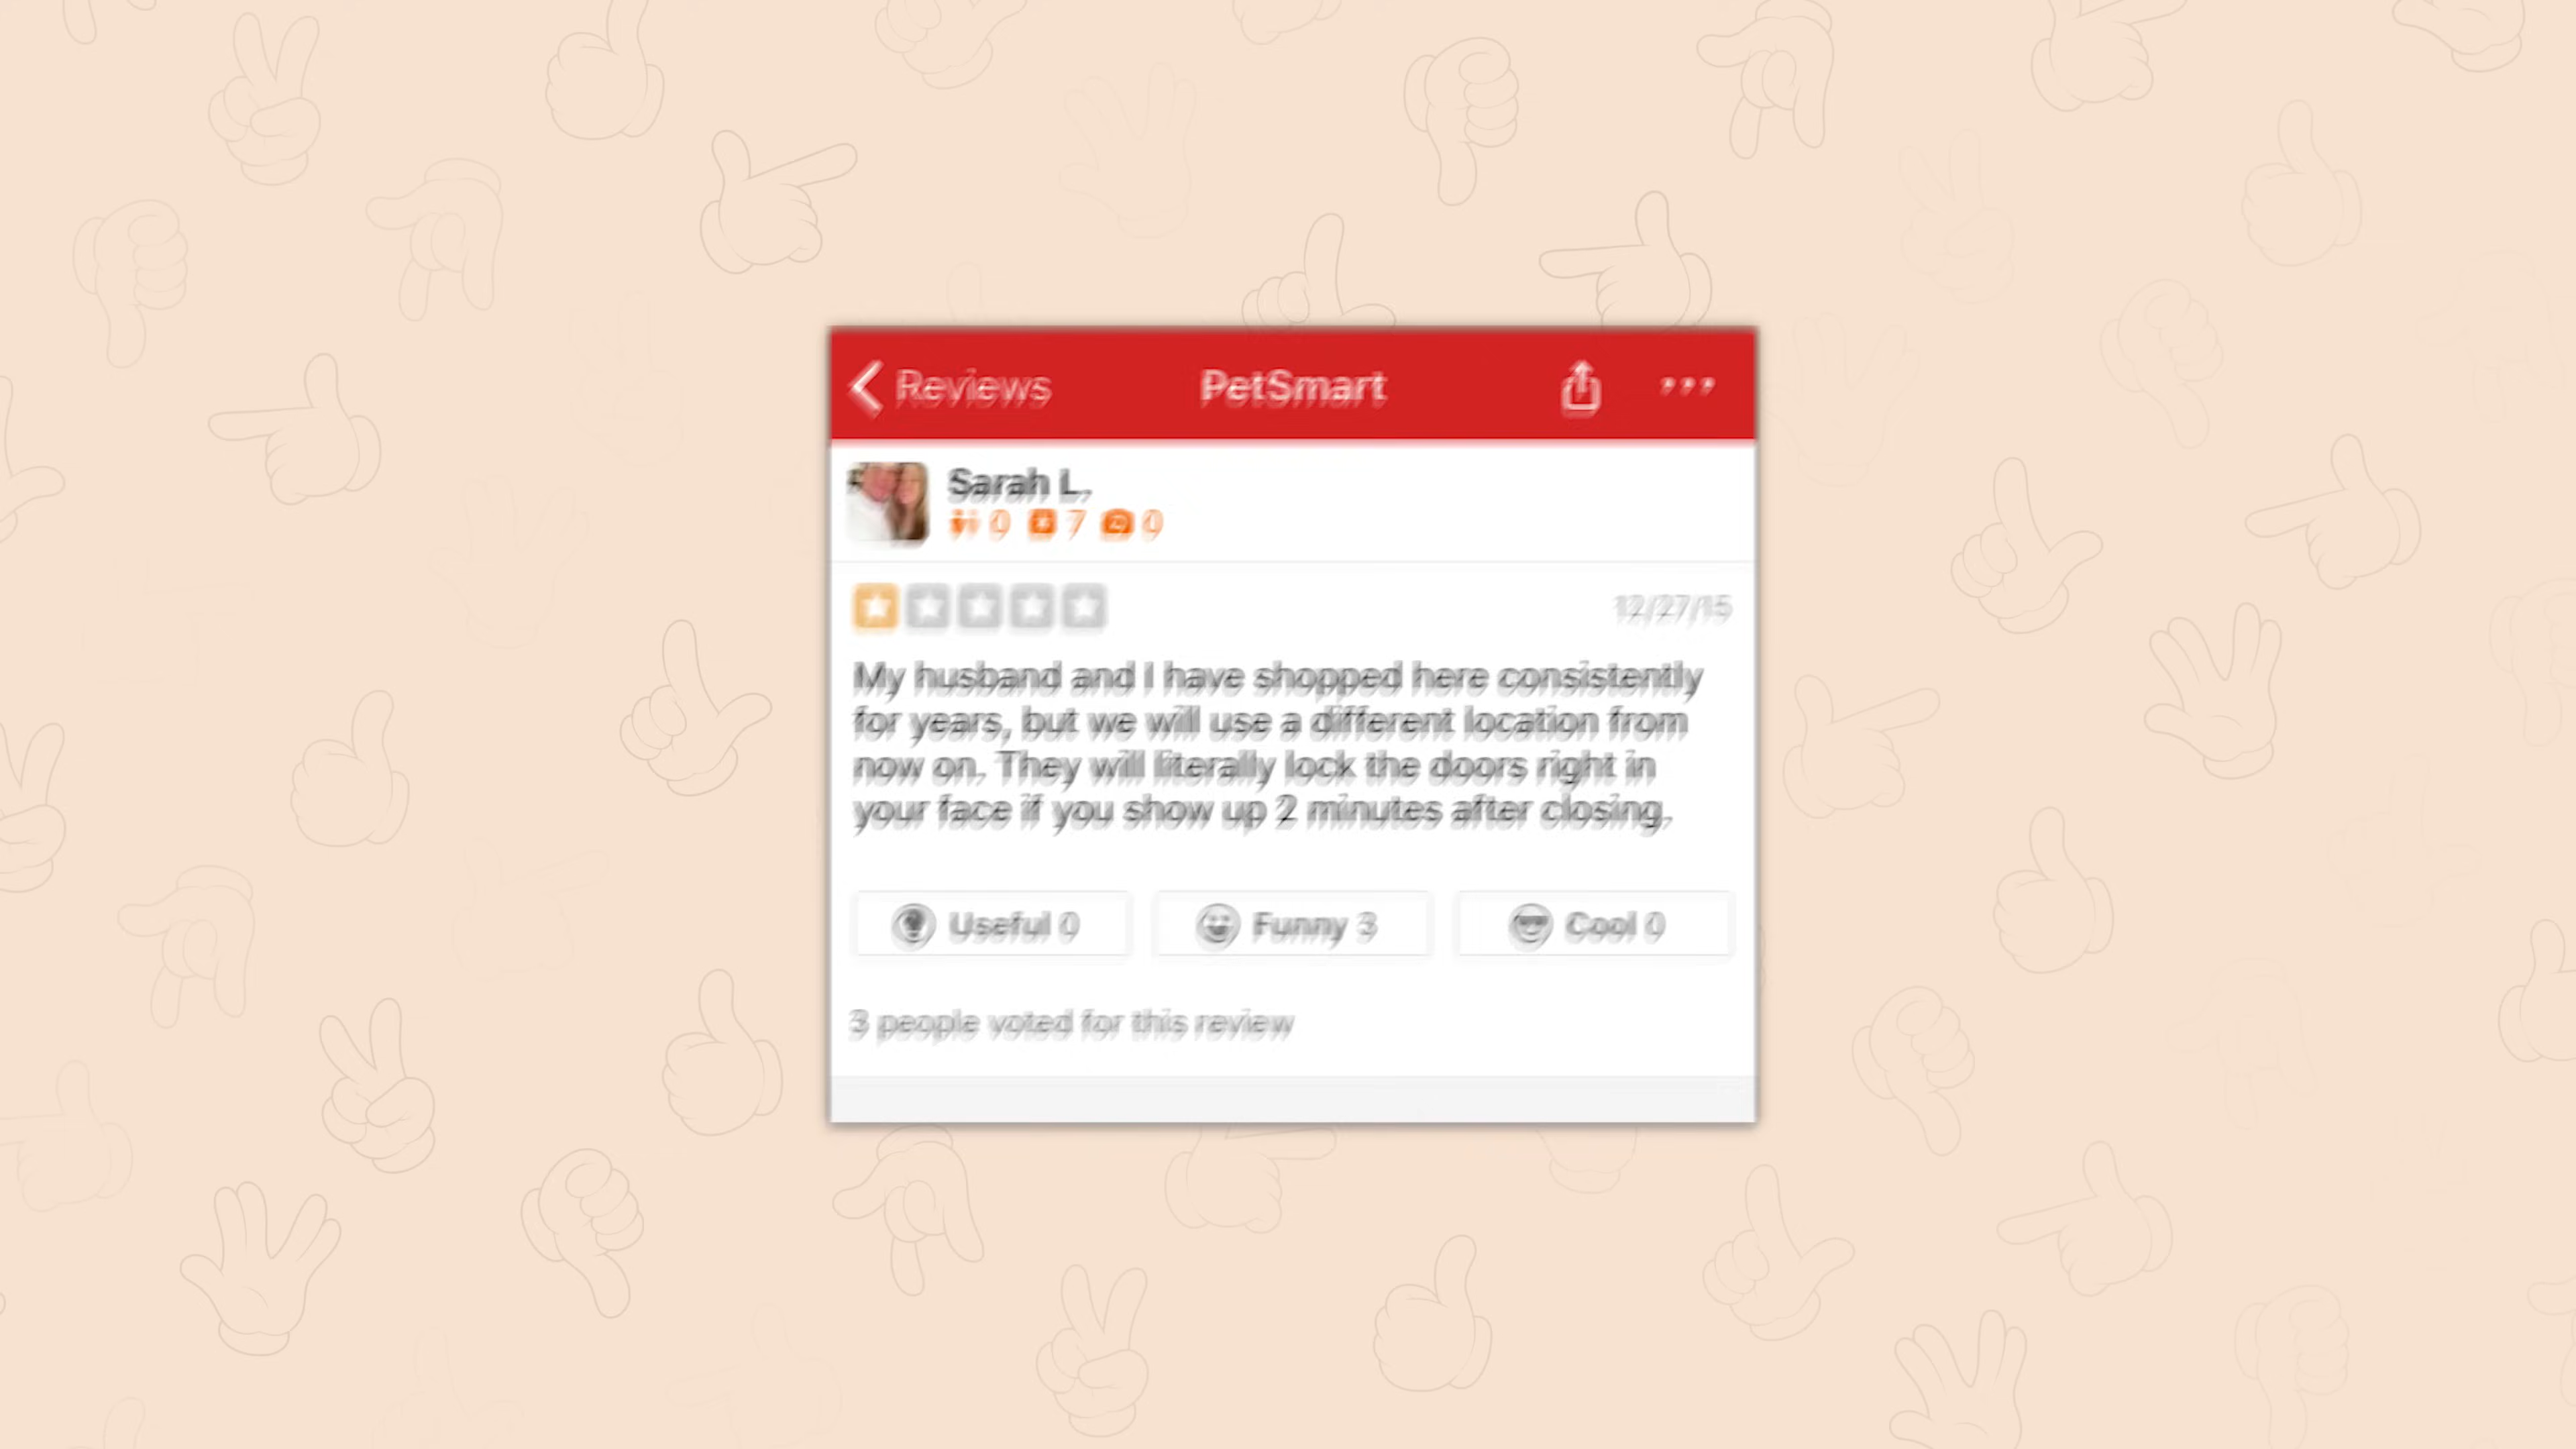 Reviews PetSmart
Sarah L.
0 7 0
12/27/15
My husband and I have shopped here consistently
for years, but we will use a different location from
now on. They will literally lock the doors right in
your face if you show up 2 minutes after closing.
Useful 0 Funny 3 Cool 0
3 people voted for this review